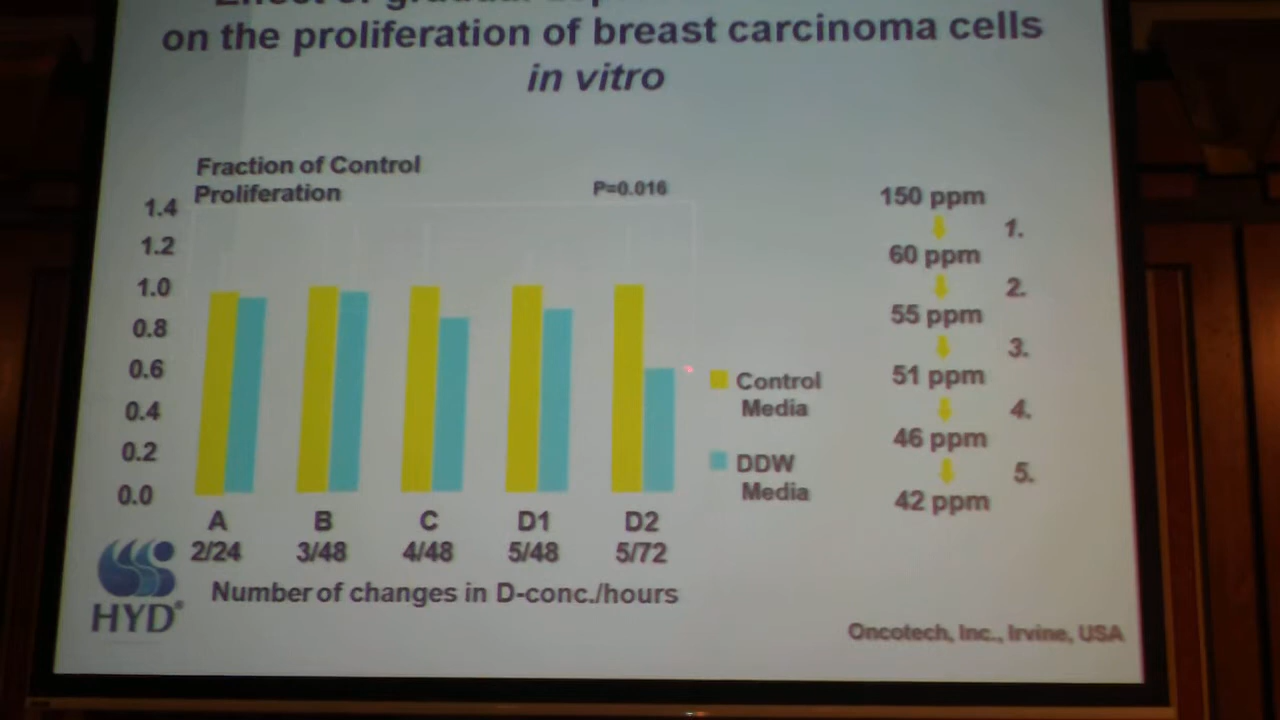 on the proliferation of breast carcinoma cells
in vitro
Fraction of Control
Proliferation
P=0.016
1.4
1.2
1.0
0.8
0.6
0.4
0.2
0.0
A
B
C
D1
D2
2/24
3/48
4/48
5/48
5/72
Number of changes in D-conc./hours
Control
Media
DDW
Media
150 ppm
1.
60 ppm
2.
55 ppm
3.
51 ppm
4.
46 ppm
5.
42 ppm
HYD®
Oncotech, Inc., Irvine, USA